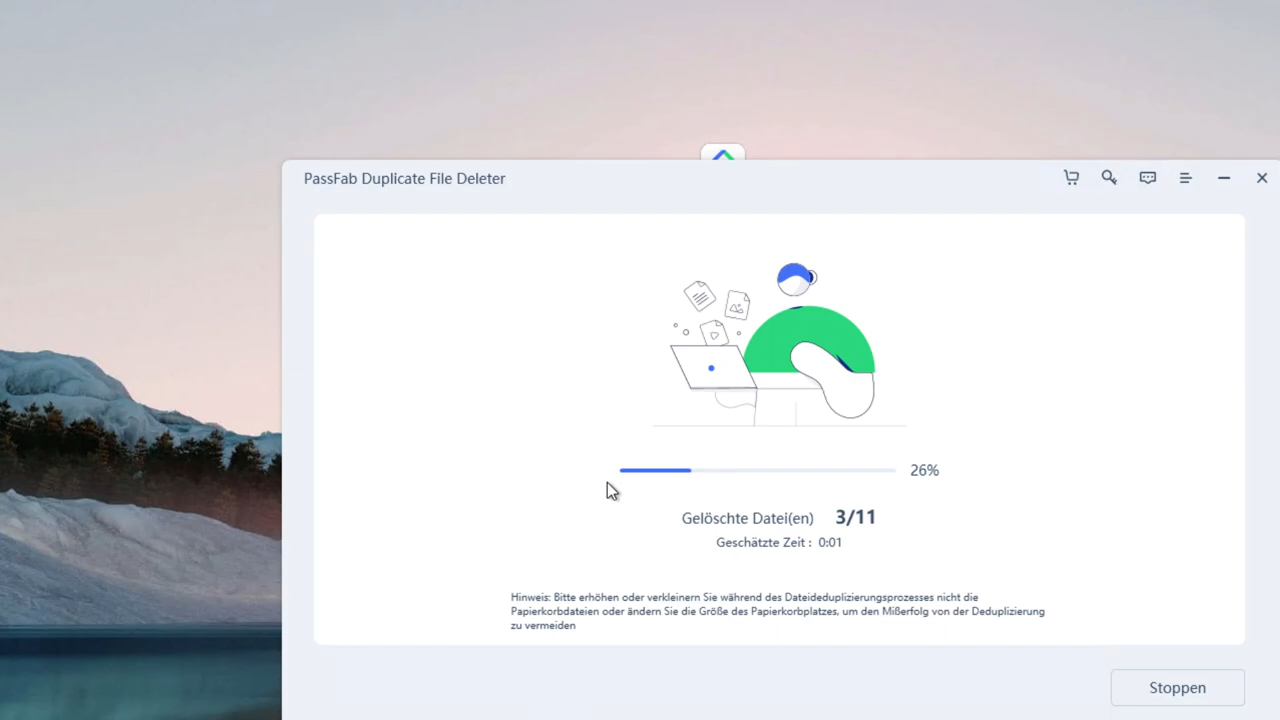 PassFab Duplicate File Deleter
26%
Gelöschte Datei(en) 3/11
Geschätzte Zeit : 0:01
Hinweis: Bitte erhöhen oder verkleinern Sie während des Dateideduplizierungsprozesses nicht die
Papierkorbdateien oder ändern Sie die Größe des Papierkorbplatzes, um den Mißerfolg von der Deduplizierung
zu vermeiden
Stoppen